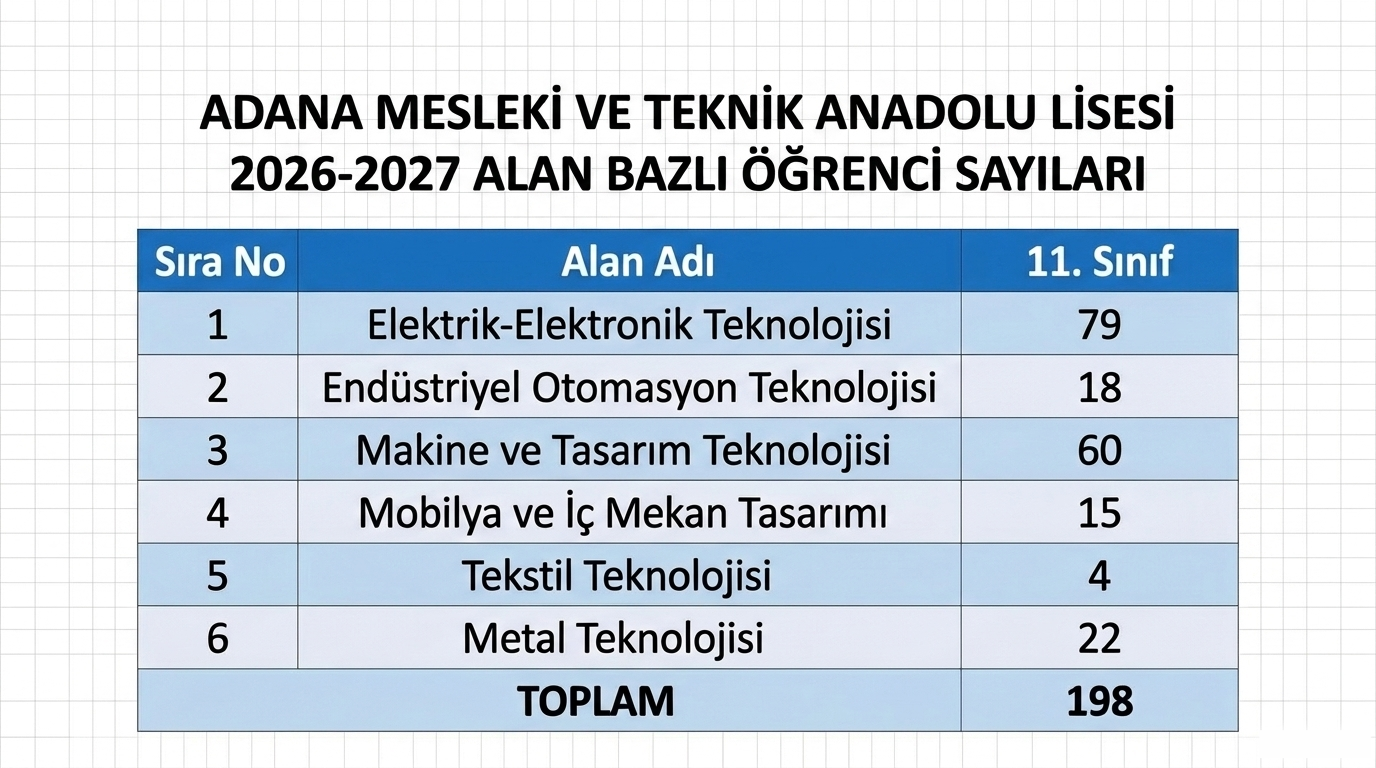 ADANA MESLEKİ VE TEKNİK ANADOLU LİSESİ
2026-2027 ALAN BAZLI ÖĞRENCİ SAYILARI
Sıra No Alan Adı 11. Sınıf
1 Elektrik-Elektronik Teknolojisi 79
2 Endüstriyel Otomasyon Teknolojisi 18
3 Makine ve Tasarım Teknolojisi 60
4 Mobilya ve İç Mekan Tasarımı 15
5 Tekstil Teknolojisi 4
6 Metal Teknolojisi 22
TOPLAM 198